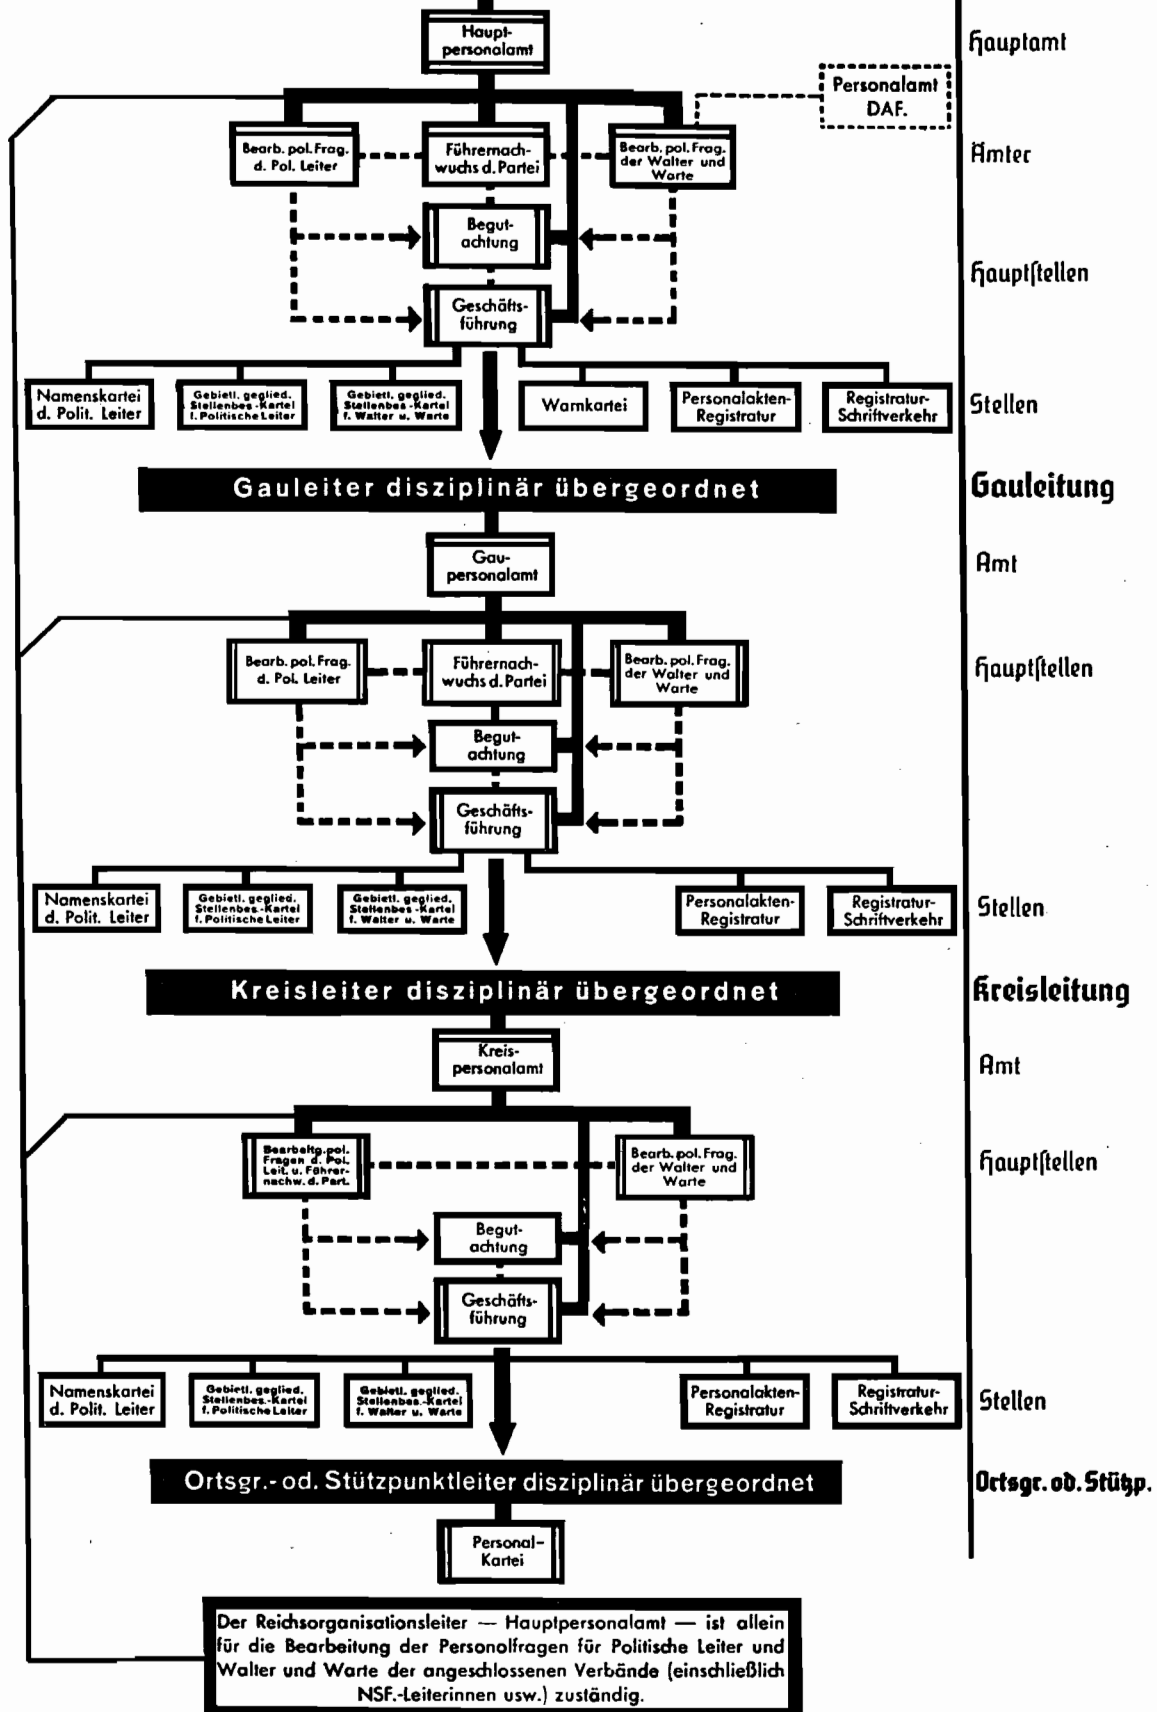 Haupt-
personalamt
Hauptamt
Personalamt
DAF.
Bearb. pol. Frag.
d. Pol. Leiter
Führernach-
wuchs d. Partei
Bearb. pol. Frag.
der Walter und
Warte
Ämter
Begut-
achtung
Hauptstellen
Geschäfts-
führung
Namenskartei
d. Polit. Leiter
Gebietl. geglied.
Stellenbes.-Kartei
f. Politische Leiter
Gebietl. geglied.
Stellenbes.-Kartei
f. Walter u. Warte
Warnkartei
Personalakten-
Registratur
Registratur-
Schriftverkehr
Stellen
Gauleiter disziplinär übergeordnet
Gauleitung
Gau-
personalamt
Amt
Bearb. pol. Frag.
d. Pol. Leiter
Führernach-
wuchs d. Partei
Bearb. pol. Frag.
der Walter und
Warte
Hauptstellen
Begut-
achtung
Geschäfts-
führung
Namenskartei
d. Polit. Leiter
Gebietl. geglied.
Stellenbes.-Kartei
f. Politische Leiter
Gebietl. geglied.
Stellenbes.-Kartei
f. Walter u. Warte
Personalakten-
Registratur
Registratur-
Schriftverkehr
Stellen
Kreisleiter disziplinär übergeordnet
Kreisleitung
Kreis-
personalamt
Amt
Bearbeitg. pol.
Fragen d. Pol.
Leit. u. Führer-
nachw. d. Part.
Bearb. pol. Frag.
der Walter und
Warte
Hauptstellen
Begut-
achtung
Geschäfts-
führung
Namenskartei
d. Polit. Leiter
Gebietl. geglied.
Stellenbes.-Kartei
f. Politische Leiter
Gebietl. geglied.
Stellenbes.-Kartei
f. Walter u. Warte
Personalakten-
Registratur
Registratur-
Schriftverkehr
Stellen
Ortsgr.- od. Stützpunktleiter disziplinär übergeordnet
Ortsgr. od. Stützp.
Personal-
Kartei
Der Reichsorganisationsleiter — Hauptpersonalamt — ist allein
für die Bearbeitung der Personalfragen für Politische Leiter und
Walter und Warte der angeschlossenen Verbände (einschließlich
NSF.-Leiterinnen usw.) zuständig.